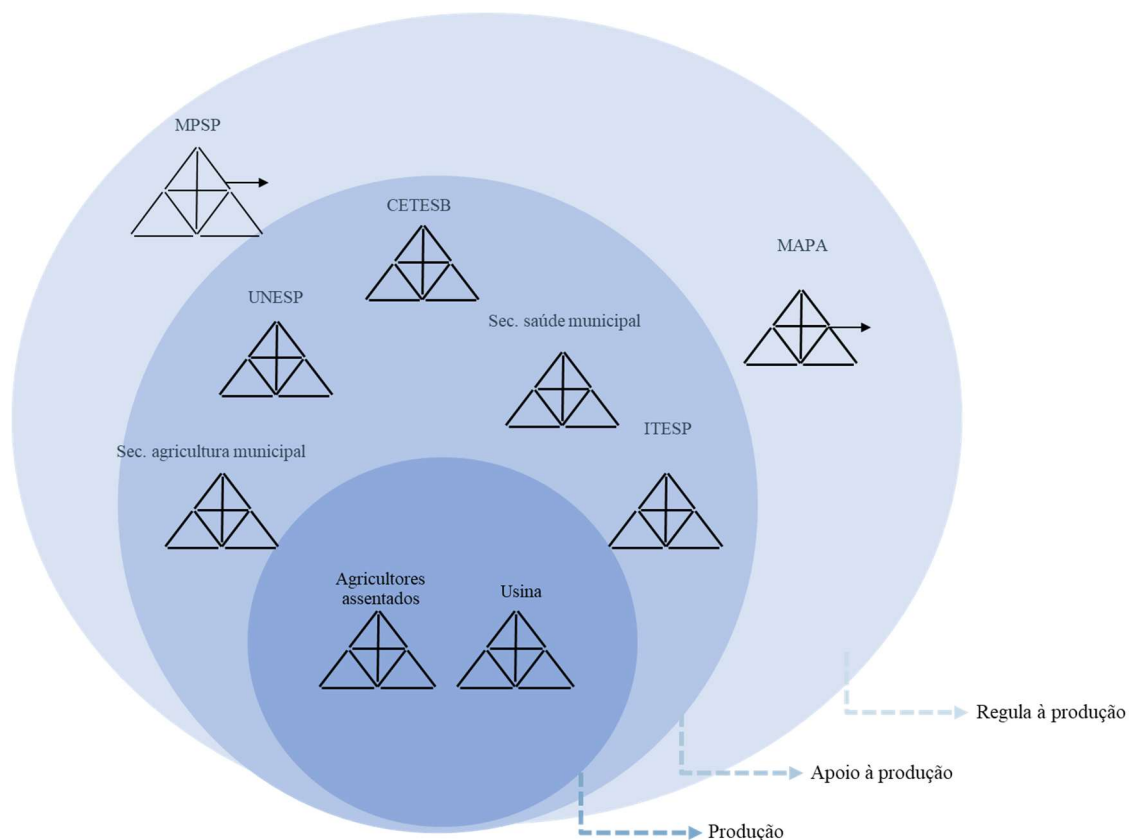 MPSP
CETESB
MAPA
UNESP
Sec. saúde municipal
ITESP
Sec. agricultura municipal
Agricultores
assentados
Usina
Regula à produção
Apoio à produção
Produção